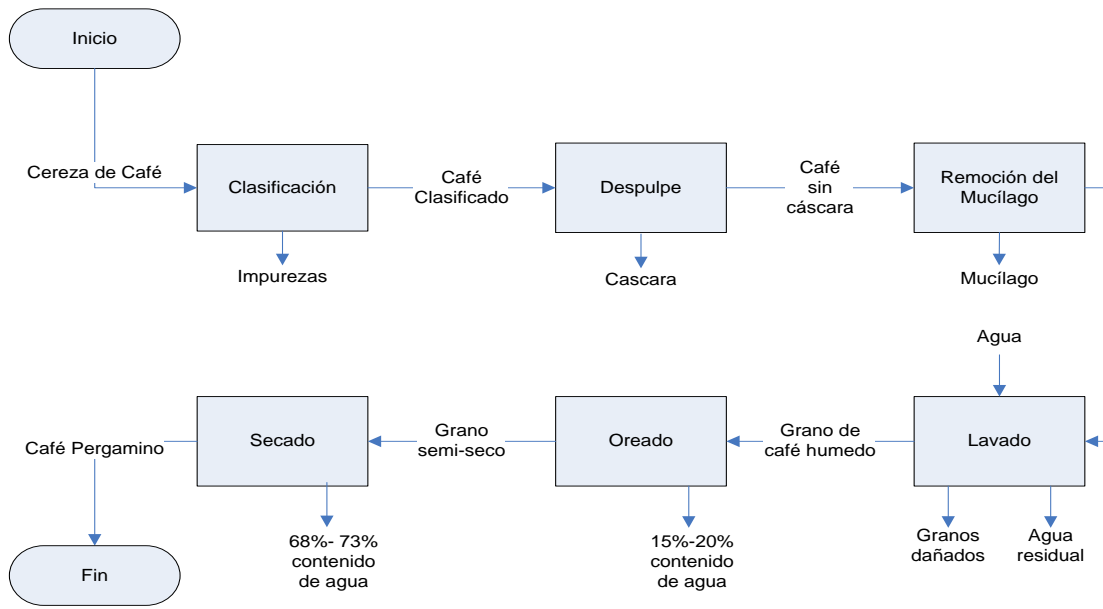 Inicio
Cereza de Café
Clasificación
Café
Clasificado
Despulpe
Café
sin
cáscara
Remoción del
Mucílago
Impurezas
Cascara
Mucílago
Agua
Lavado
Grano de
café humedo
Oreado
Grano
semi-seco
Secado
Café Pergamino
Granos
dañados
Agua
residual
15%-20%
contenido
de agua
68%- 73%
contenido
de agua
Fin